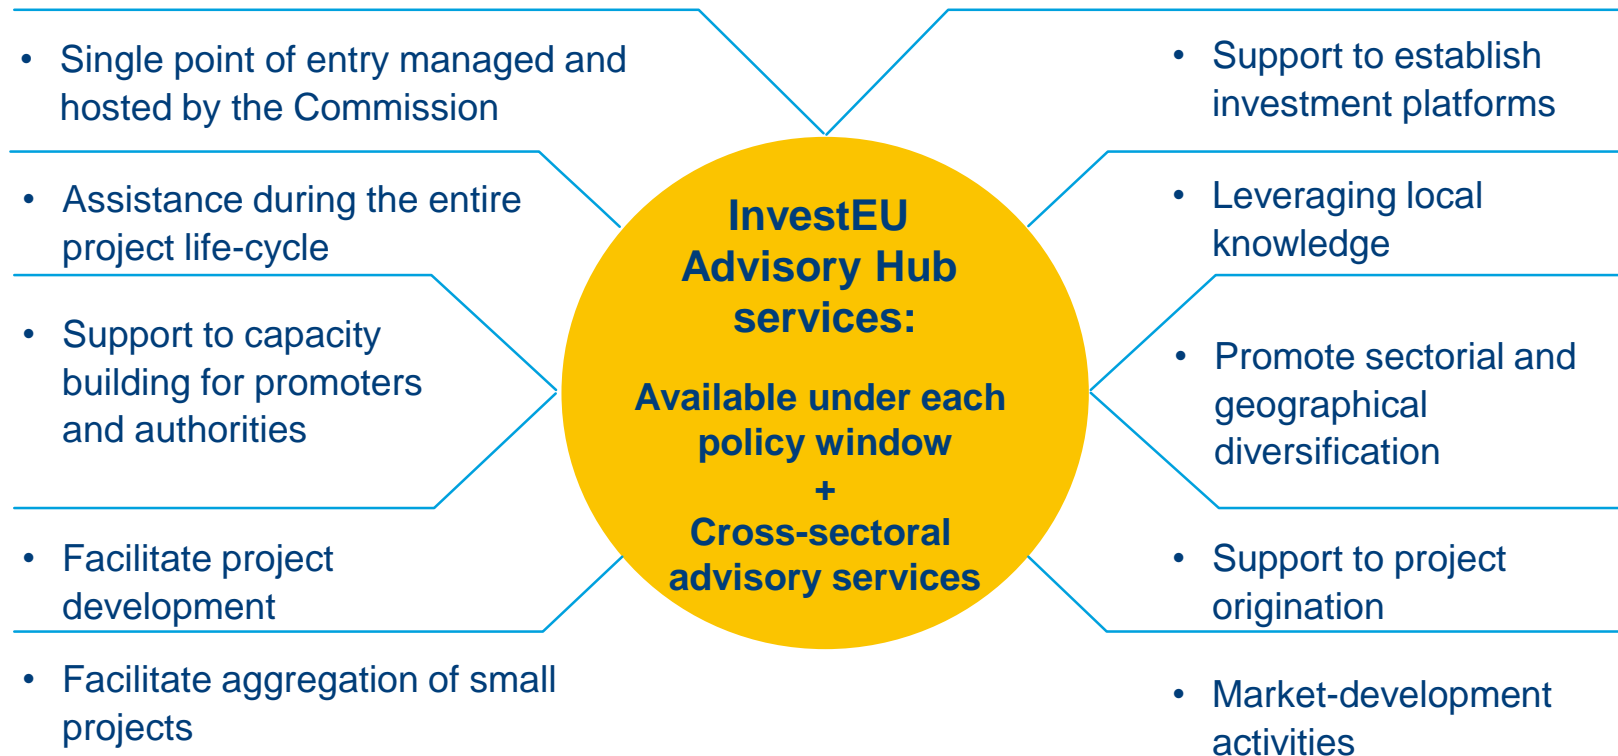 • Single point of entry managed and
hosted by the Commission
• Assistance during the entire
project life-cycle
• Support to capacity
building for promoters
and authorities
• Facilitate project
development
• Facilitate aggregation of small
projects
InvestEU
Advisory Hub
services:
Available under each
policy window
+
Cross-sectoral
advisory services
• Support to establish
investment platforms
• Leveraging local
knowledge
• Promote sectorial and
geographical
diversification
• Support to project
origination
• Market-development
activities